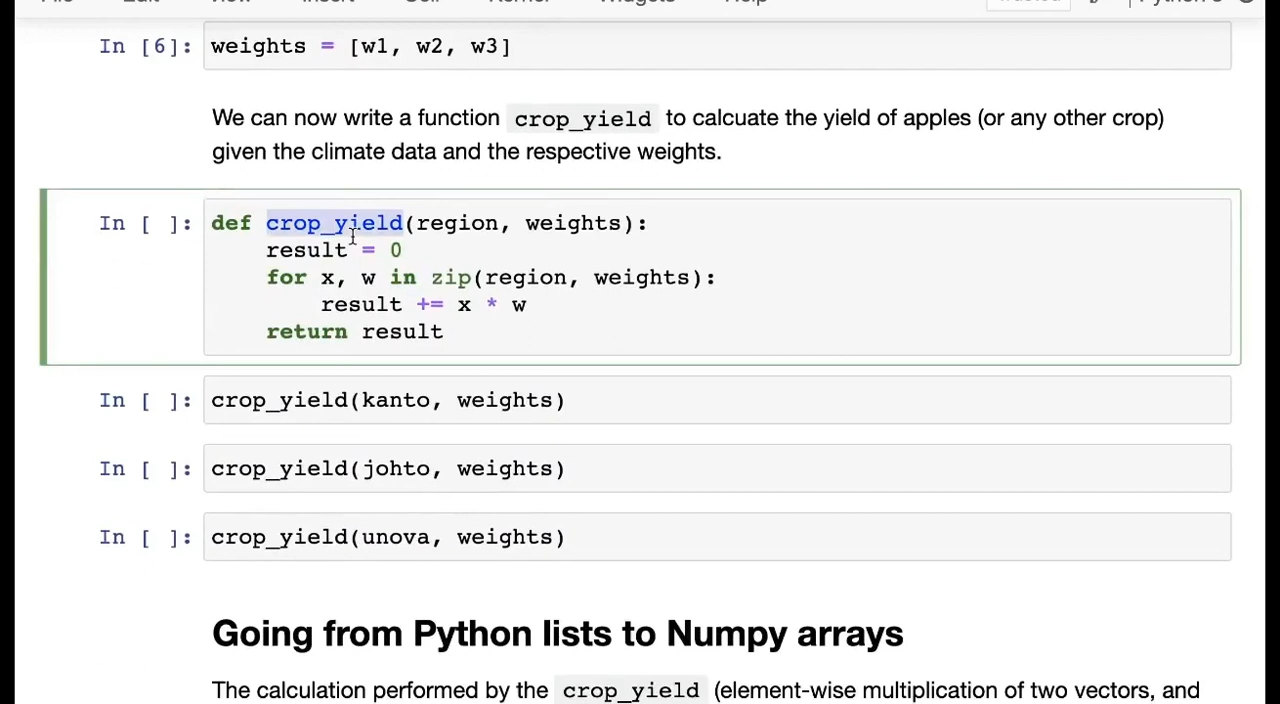 In [6]: weights = [w1, w2, w3]
We can now write a function crop_yield to calcuate the yield of apples (or any other crop)
given the climate data and the respective weights.
In [ ]: def crop_yield(region, weights):
result = 0
for x, w in zip(region, weights):
result += x * w
return result
In [ ]: crop_yield(kanto, weights)
In [ ]: crop_yield(johto, weights)
In [ ]: crop_yield(unova, weights)
Going from Python lists to Numpy arrays
The calculation performed by the crop_yield (element-wise multiplication of two vectors, and